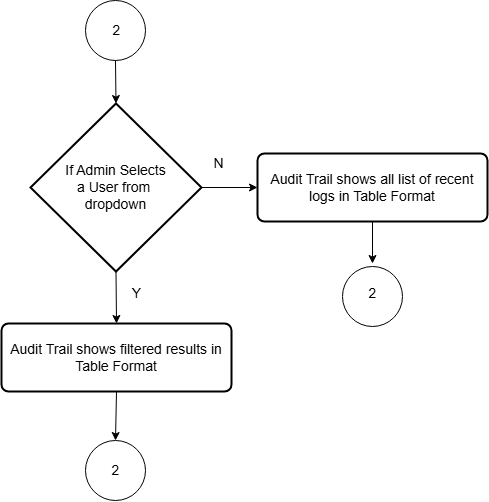 2
If Admin Selects
a User from
dropdown
N
Audit Trail shows all list of recent
logs in Table Format
2
Y
Audit Trail shows filtered results in
Table Format
2